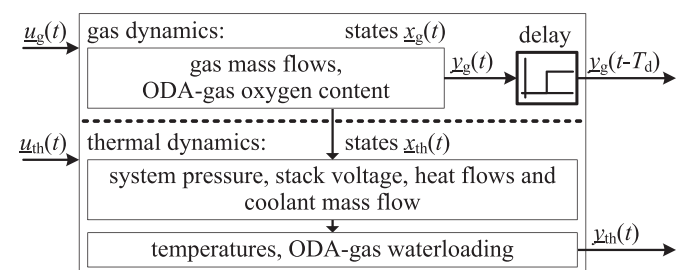 u_g(t) gas dynamics: states x_g(t) delay
gas mass flows,
ODA-gas oxygen content
y_g(t) y_g(t-T_d)
u_th(t) thermal dynamics: states x_th(t)
system pressure, stack voltage, heat flows and
coolant mass flow
temperatures, ODA-gas waterloading
y_th(t)